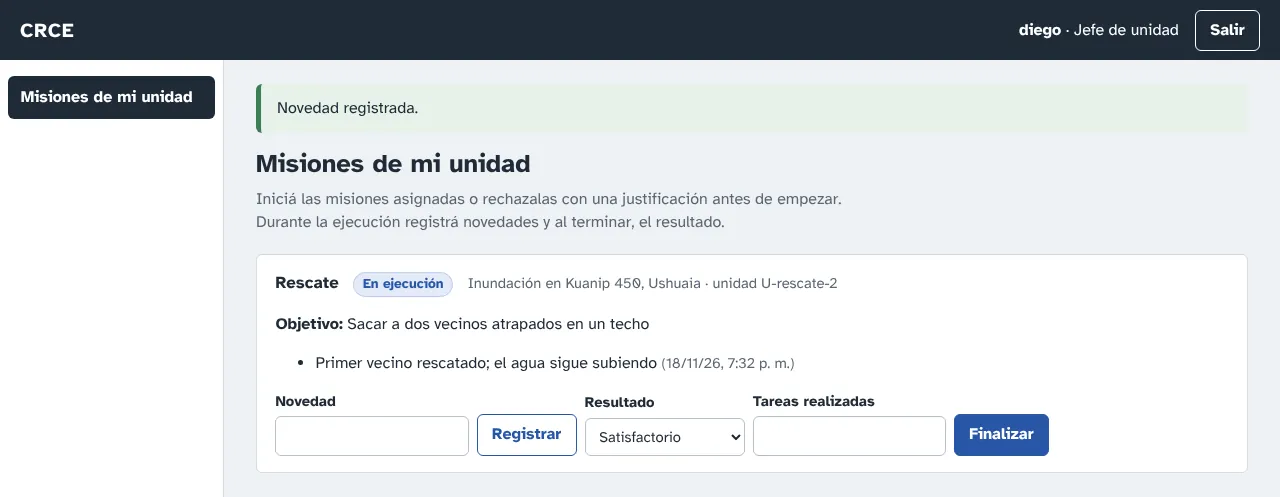 CRCE
diego · Jefe de unidad
Salir
Misiones de mi unidad
Novedad registrada.
Misiones de mi unidad
Iniciá las misiones asignadas o rechazalas con una justificación antes de empezar.
Durante la ejecución registrá novedades y al terminar, el resultado.
Rescate En ejecución Inundación en Kuanip 450, Ushuaia · unidad U-rescate-2
Objetivo: Sacar a dos vecinos atrapados en un techo
• Primer vecino rescatado; el agua sigue subiendo (18/11/26, 7:32 p. m.)
Novedad
Registrar
Resultado
Satisfactorio
Tareas realizadas
Finalizar